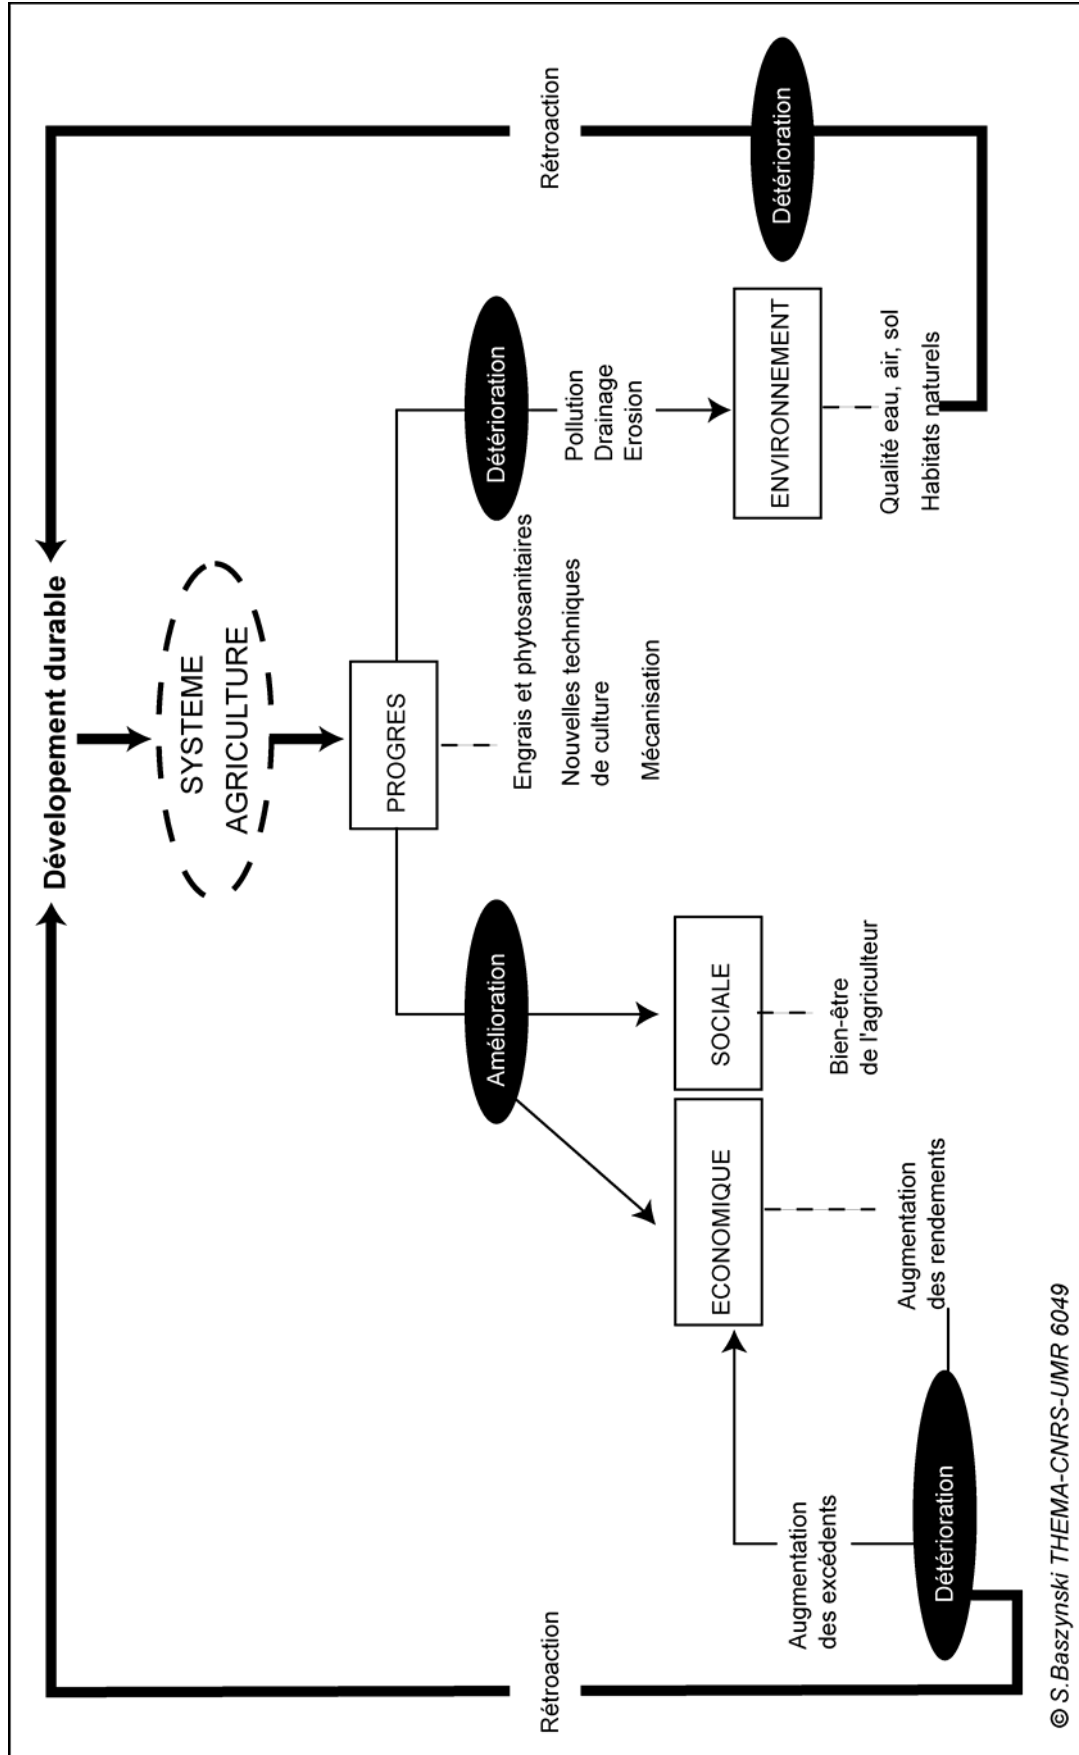 Dévelopement durable
SYSTEME
AGRICULTURE
PROGRES
Engrais et phytosanitaires
Nouvelles techniques
de culture
Mécanisation
Amélioration
ECONOMIQUE
SOCIALE
Bien-être
de l'agriculteur
Augmentation
des rendements
Détérioration
Augmentation
des excédents
Rétroaction
Détérioration
Pollution
Drainage
Erosion
ENVIRONNEMENT
Qualité eau, air, sol
Habitats naturels
Détérioration
Rétroaction
© S.Baszynski THEMA-CNRS-UMR 6049